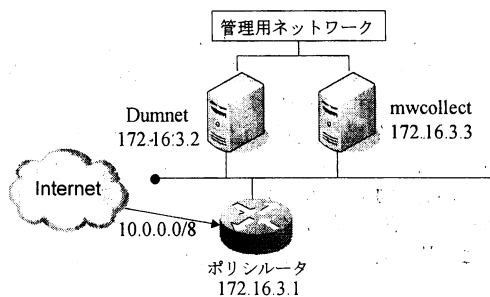 管理用ネットワーク
Dumnet
172.16.3.2
mwcollect
172.16.3.3
Internet
10.0.0.0/8
ポリシルータ
172.16.3.1